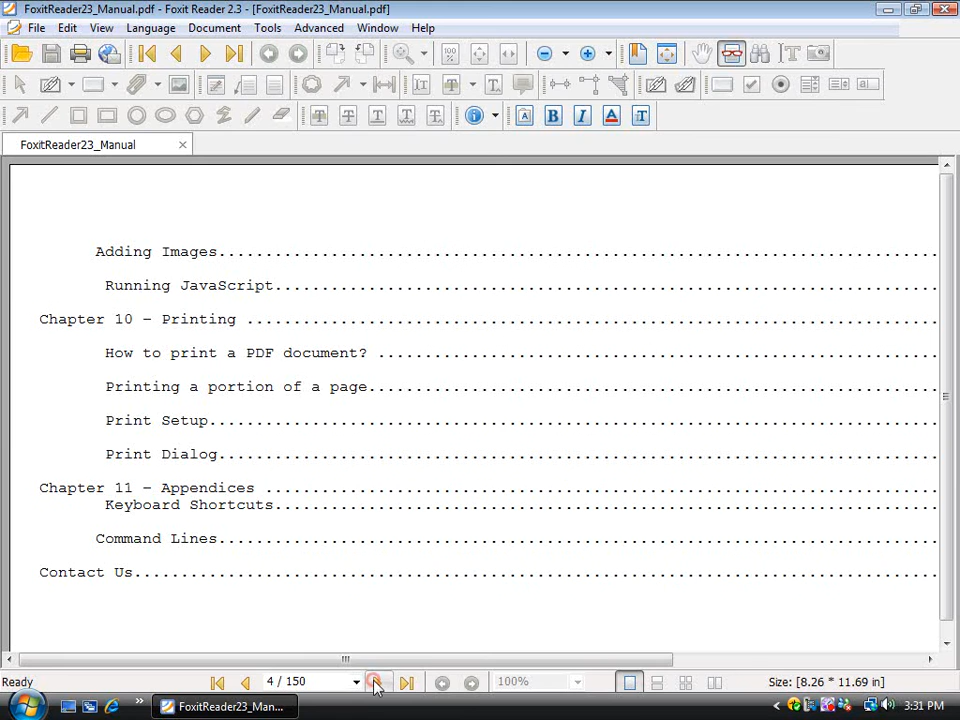 FoxitReader23_Manual.pdf - Foxit Reader 2.3 - [FoxitReader23_Manual.pdf]
File Edit View Language Document Tools Advanced Window Help
FoxitReader23_Manual
Adding Images
Running JavaScript
Chapter 10 – Printing
How to print a PDF document?
Printing a portion of a page
Print Setup
Print Dialog
Chapter 11 – Appendices
Keyboard Shortcuts
Command Lines
Contact Us
Ready 4 / 150 100% Size: [8.26 * 11.69 in]
FoxitReader23_Man... 3:31 PM